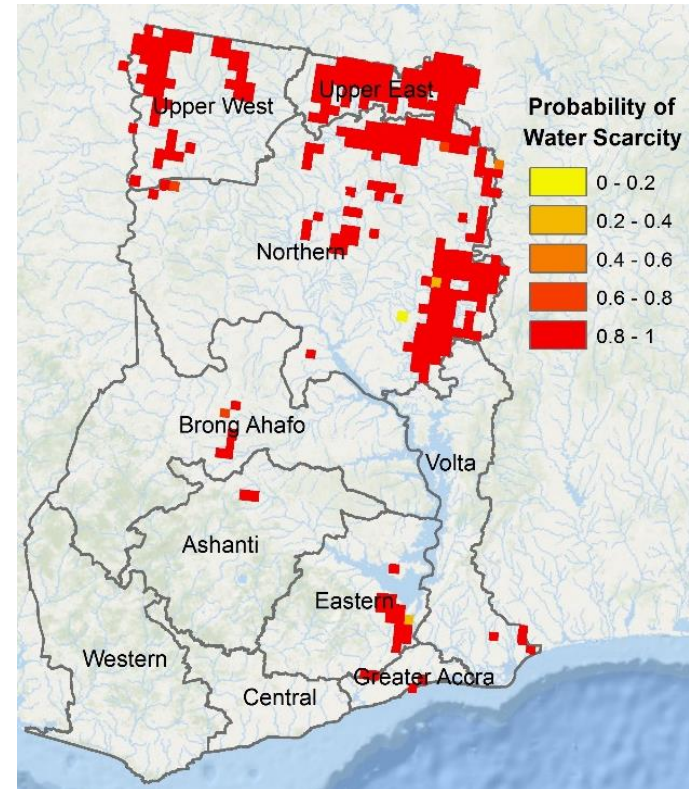 Upper West
Upper East
Probability of
Water Scarcity
0 - 0.2
0.2 - 0.4
0.4 - 0.6
0.6 - 0.8
0.8 - 1
Northern
Brong Ahafo
Volta
Ashanti
Eastern
Western
Greater Accra
Central